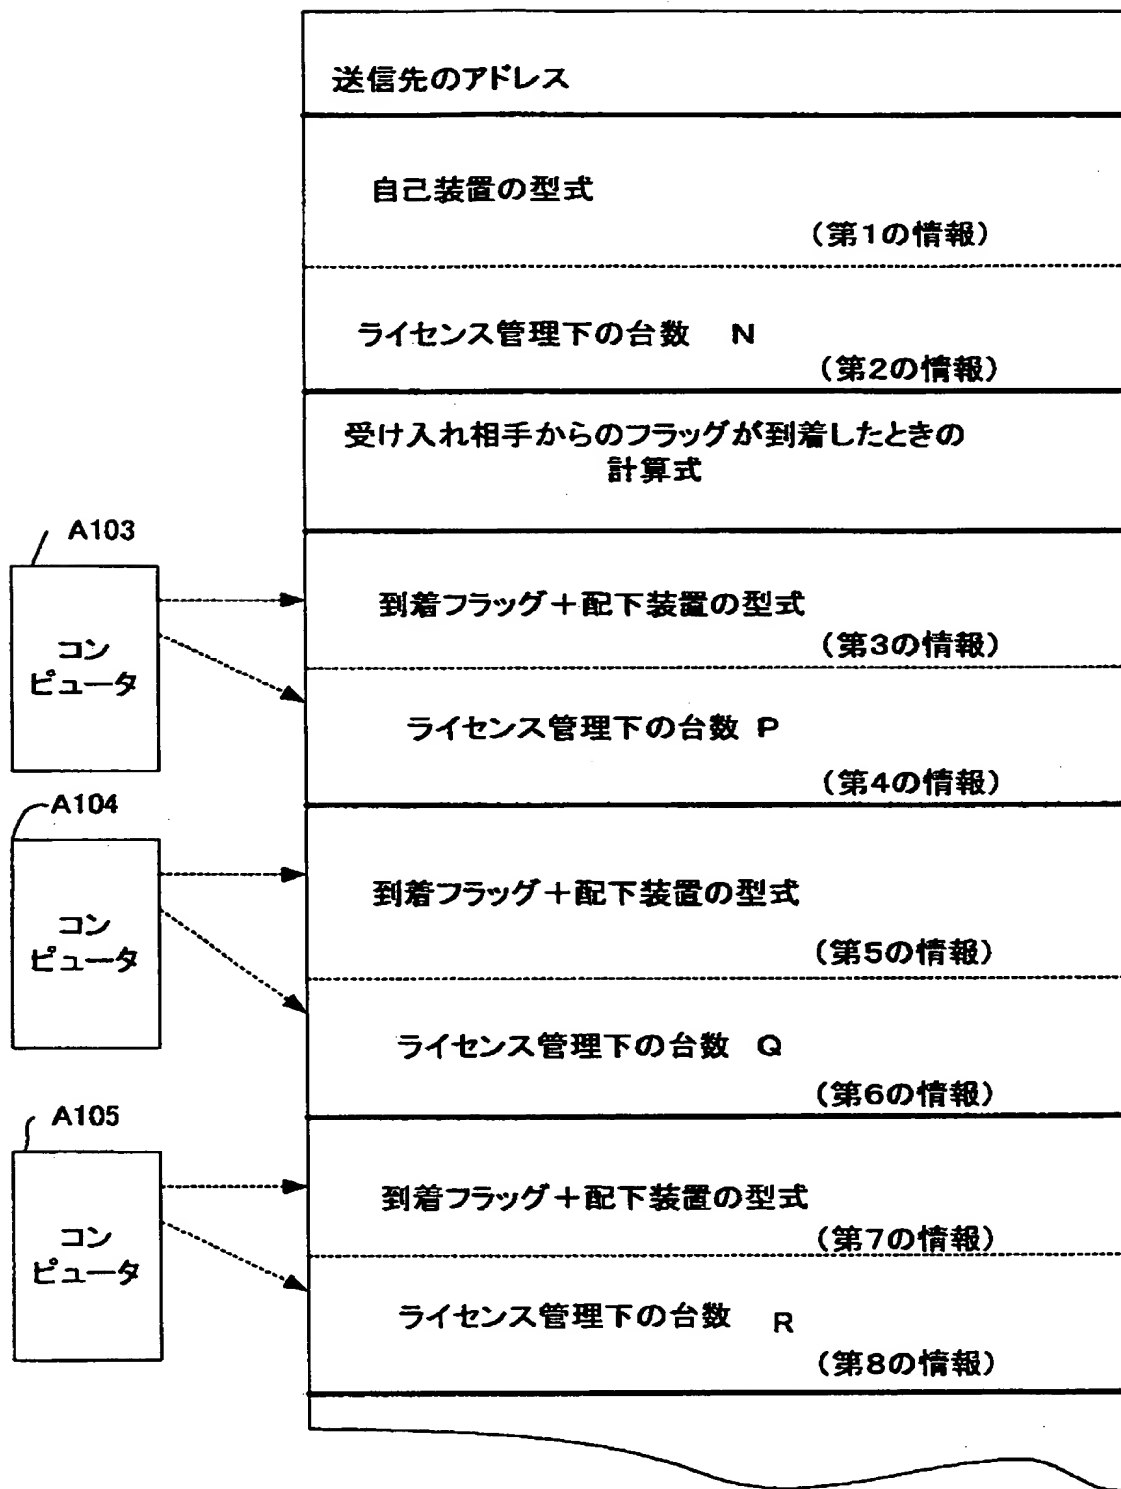 送信先のアドレス
自己装置の型式
(第1の情報)
ライセンス管理下の台数 N
(第2の情報)
受け入れ相手からのフラッグが到着したときの
計算式
A103
コン
ピュータ
到着フラッグ+配下装置の型式
(第3の情報)
ライセンス管理下の台数 P
(第4の情報)
A104
コン
ピュータ
到着フラッグ+配下装置の型式
(第5の情報)
ライセンス管理下の台数 Q
(第6の情報)
A105
コン
ピュータ
到着フラッグ+配下装置の型式
(第7の情報)
ライセンス管理下の台数 R
(第8の情報)